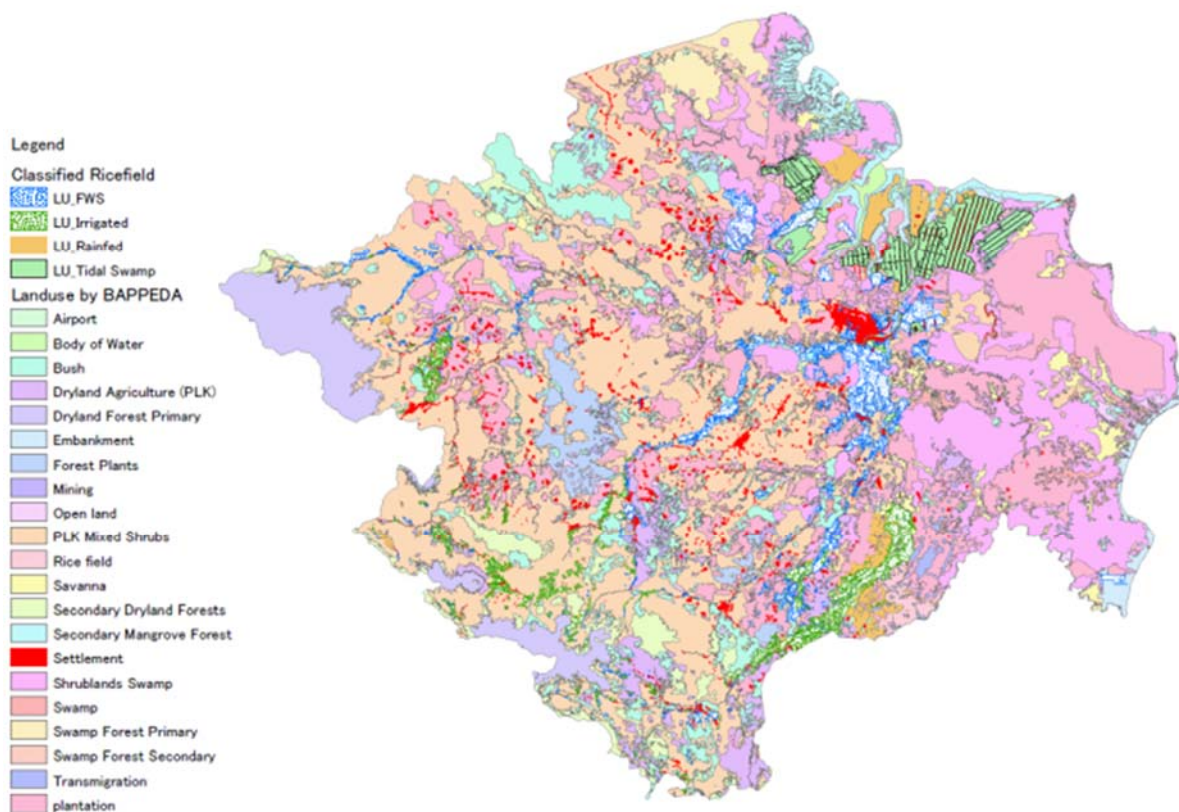 Legend
Classified Ricefield
LU_FWS
LU_Irrigated
LU_Rainfed
LU_Tidal Swamp
Landuse by BAPPEDA
Airport
Body of Water
Bush
Dryland Agriculture (PLK)
Dryland Forest Primary
Embankment
Forest Plants
Mining
Open land
PLK Mixed Shrubs
Rice field
Savanna
Secondary Dryland Forests
Secondary Mangrove Forest
Settlement
Shrublands Swamp
Swamp
Swamp Forest Primary
Swamp Forest Secondary
Transmigration
plantation